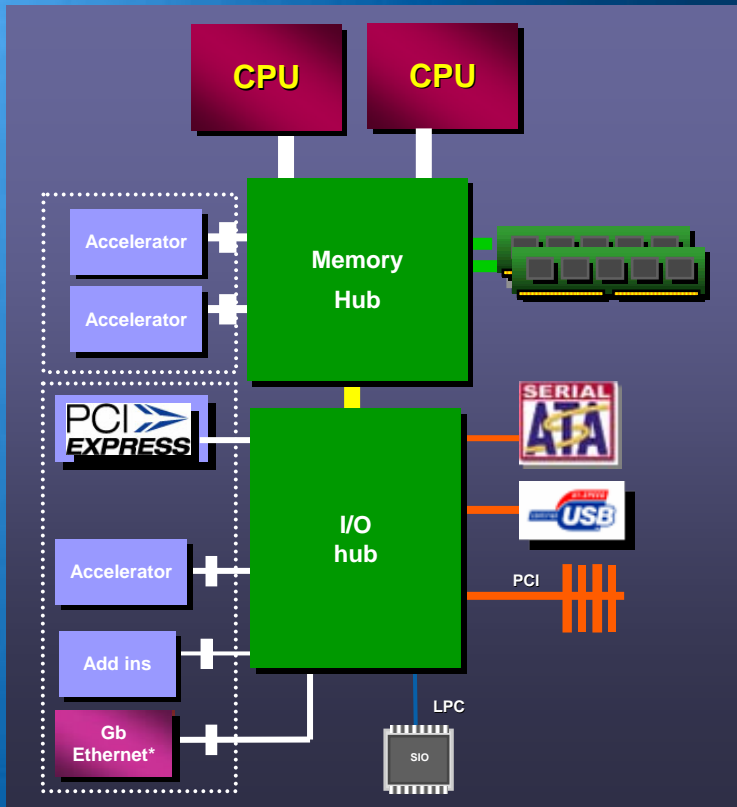 CPU
CPU
Accelerator
Accelerator
Memory
Hub
PCI
EXPRESS
SERIAL
ATA
I/O
hub
USB
Accelerator
PCI
Add ins
LPC
Gb
Ethernet*
SIO